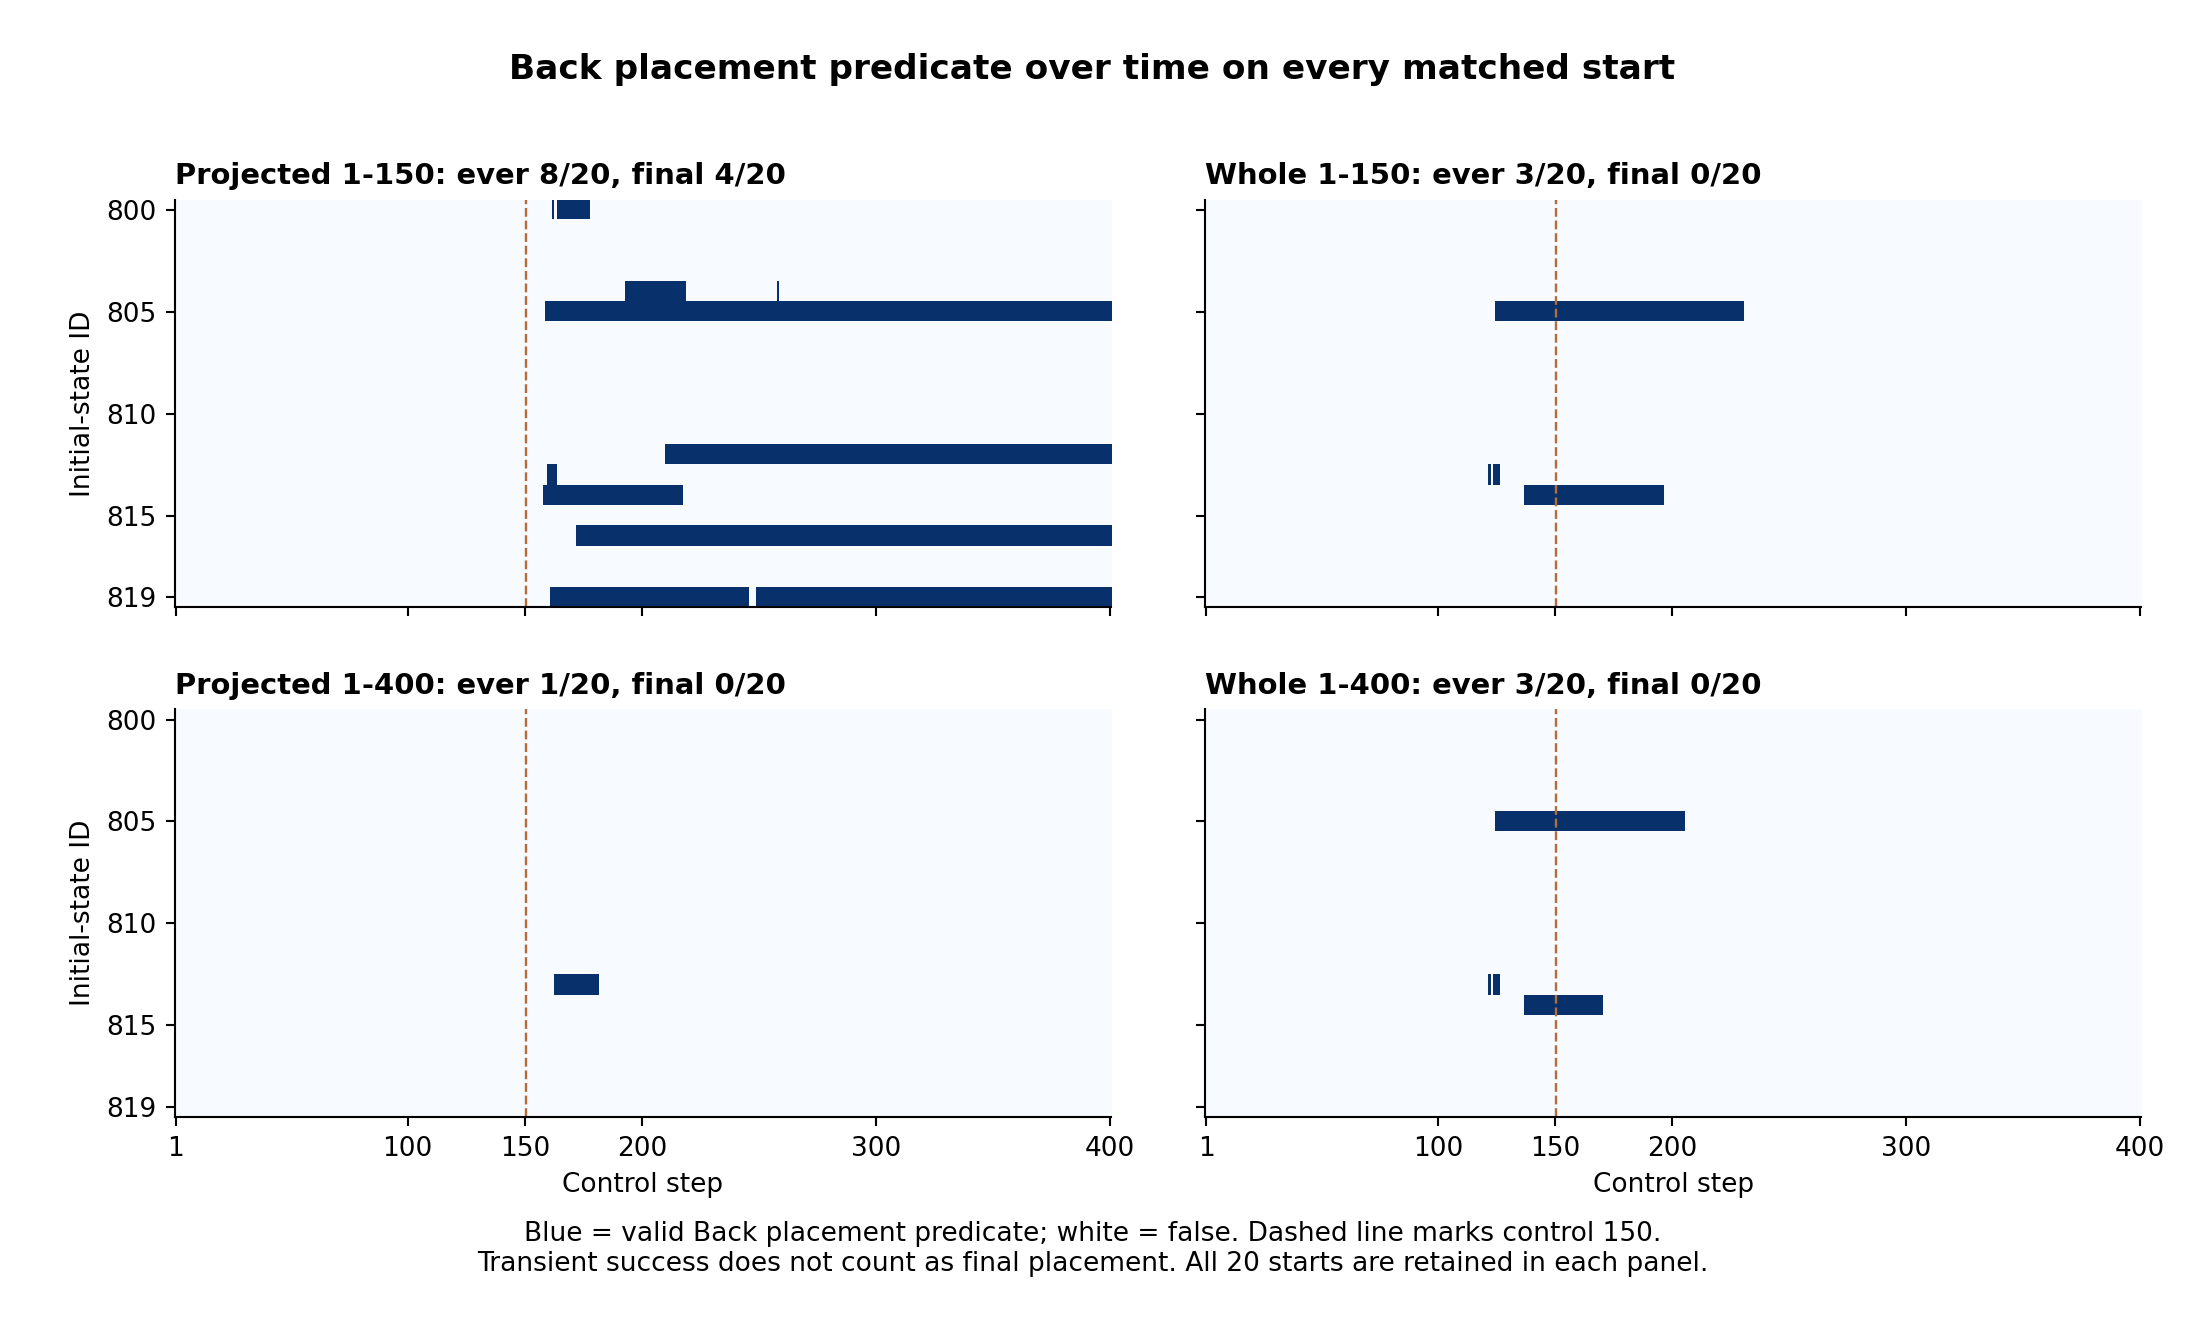 Back placement predicate over time on every matched start
Projected 1-150: ever 8/20, final 4/20
Whole 1-150: ever 3/20, final 0/20
800
805
810
815
819
Initial-state ID
Projected 1-400: ever 1/20, final 0/20
Whole 1-400: ever 3/20, final 0/20
800
805
810
815
819
Initial-state ID
1 100 150 200 300 400
1 100 150 200 300 400
Control step
Control step
Blue = valid Back placement predicate; white = false. Dashed line marks control 150.
Transient success does not count as final placement. All 20 starts are retained in each panel.